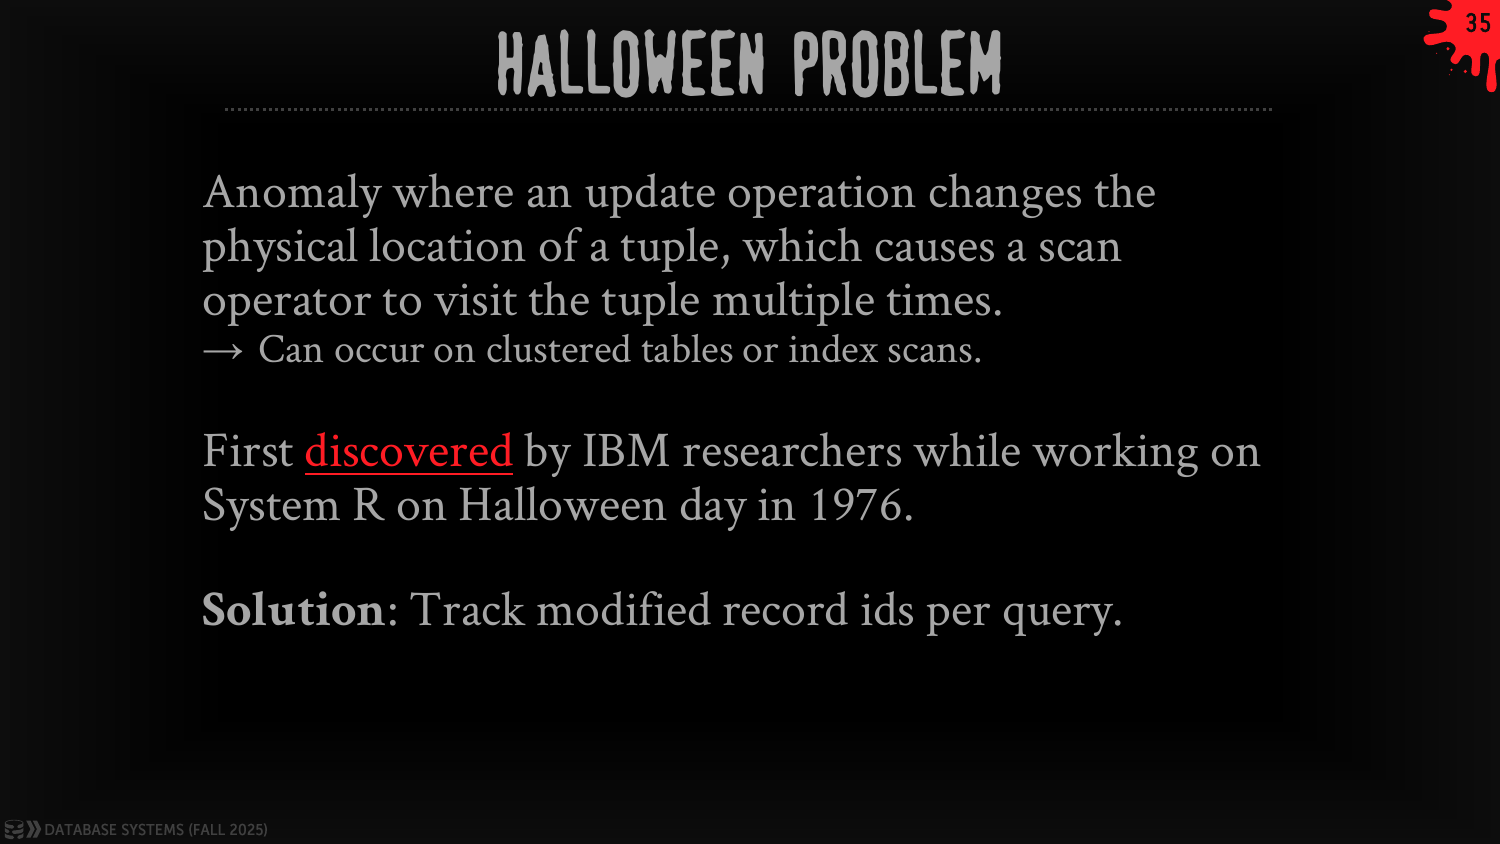 35
HALLOWEEN PROBLEM
Anomaly where an update operation changes the
physical location of a tuple, which causes a scan
operator to visit the tuple multiple times.
→ Can occur on clustered tables or index scans.
First discovered by IBM researchers while working on
System R on Halloween day in 1976.
Solution: Track modified record ids per query.
DATABASE SYSTEMS (FALL 2025)